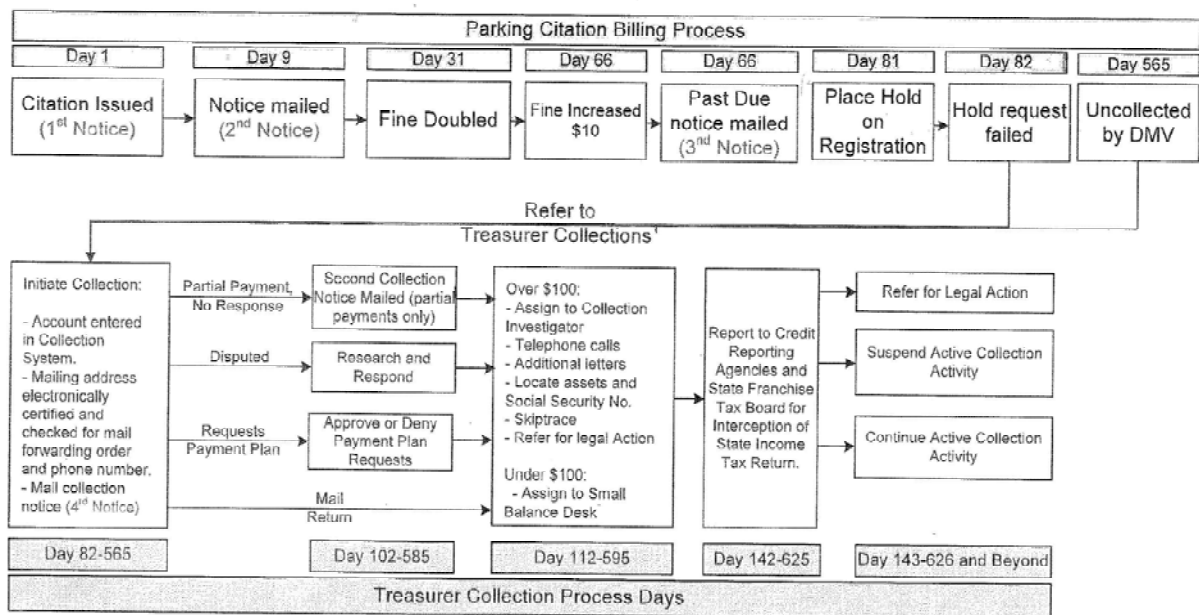 Parking Citation Billing Process
Day 1
Day 9
Day 31
Day 66
Day 66
Day 81
Day 82
Day 565
Citation Issued
(1st Notice)
Notice mailed
(2nd Notice)
Fine Doubled
Fine Increased
$10
Past Due
notice mailed
(3nd Notice)
Place Hold
on
Registration
Hold request
failed
Uncollected
by DMV
Refer to
Treasurer Collections¹
Initiate Collection:
- Account entered
in Collection
System.
- Mailing address
electronically
certified and
checked for mail
forwarding order
and phone number.
- Mail collection
notice (4rd Notice)
Partial Payment,
No Response
Disputed
Requests
Payment Plan
Mail
Return
Second Collection
Notice Mailed (partial
payments only)
Research and
Respond
Approve or Deny
Payment Plan
Requests
Over $100:
- Assign to Collection
Investigator
- Telephone calls
- Additional letters
- Locate assets and
Social Security No.
- Skiptrace
- Refer for legal Action
Under $100:
- Assign to Small
Balance Desk
Report to Credit
Reporting
Agencies and
State Franchise
Tax Board for
Interception of
State Income
Tax Return.
Refer for Legal Action
Suspend Active Collection
Activity
Continue Active Collection
Activity
Day 82-565
Day 102-585
Day 112-595
Day 142-625
Day 143-626 and Beyond
Treasurer Collection Process Days